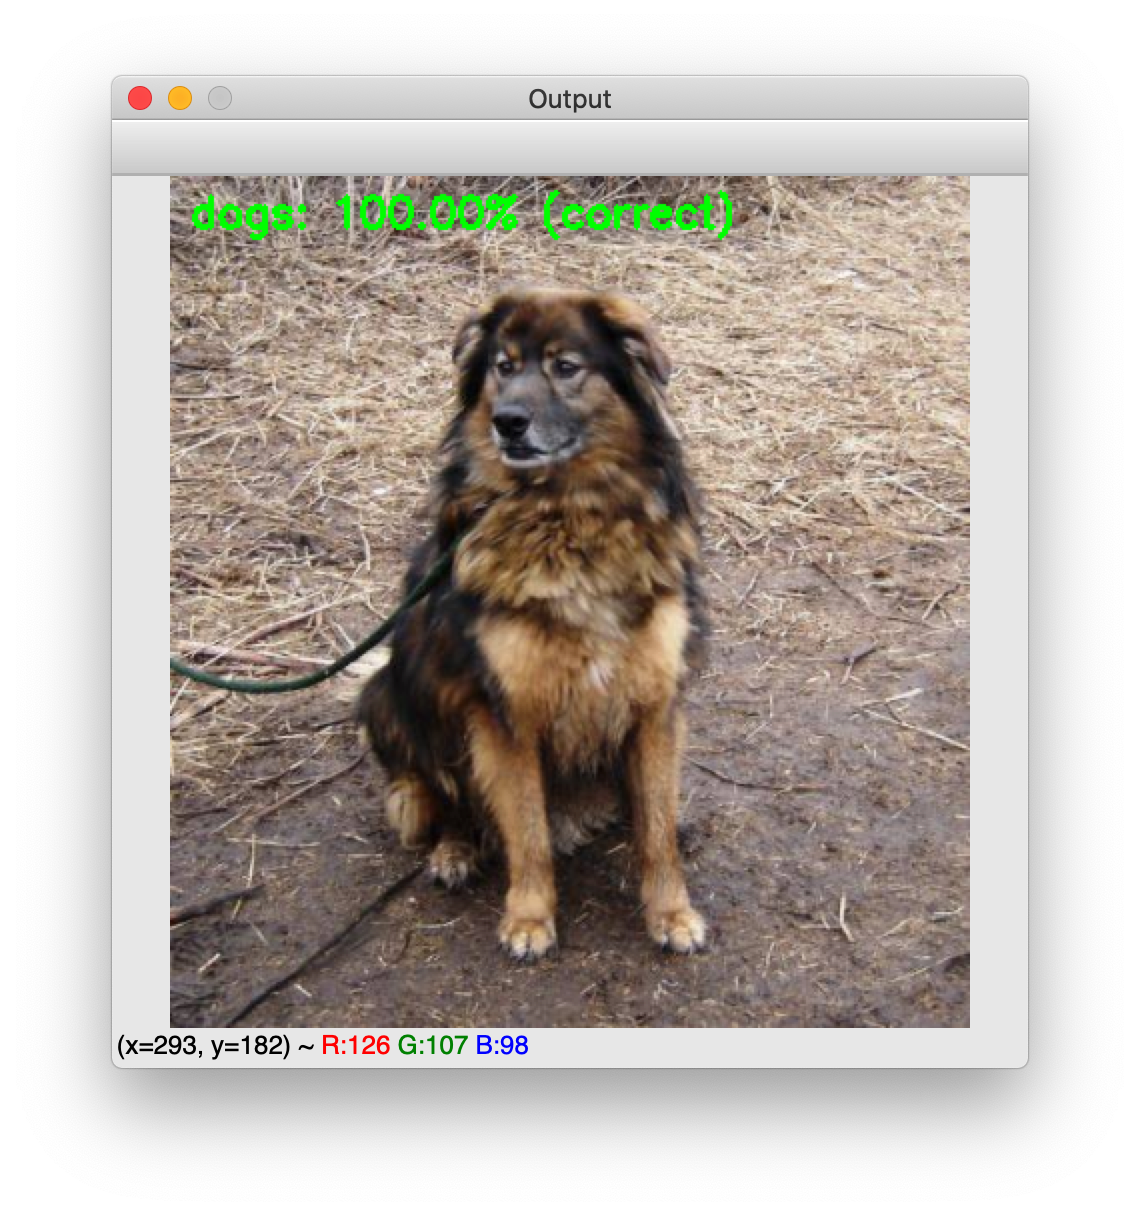 Output
dogs: 100.00% (correct)
(x=293, y=182) ~ R:126 G:107 B:98